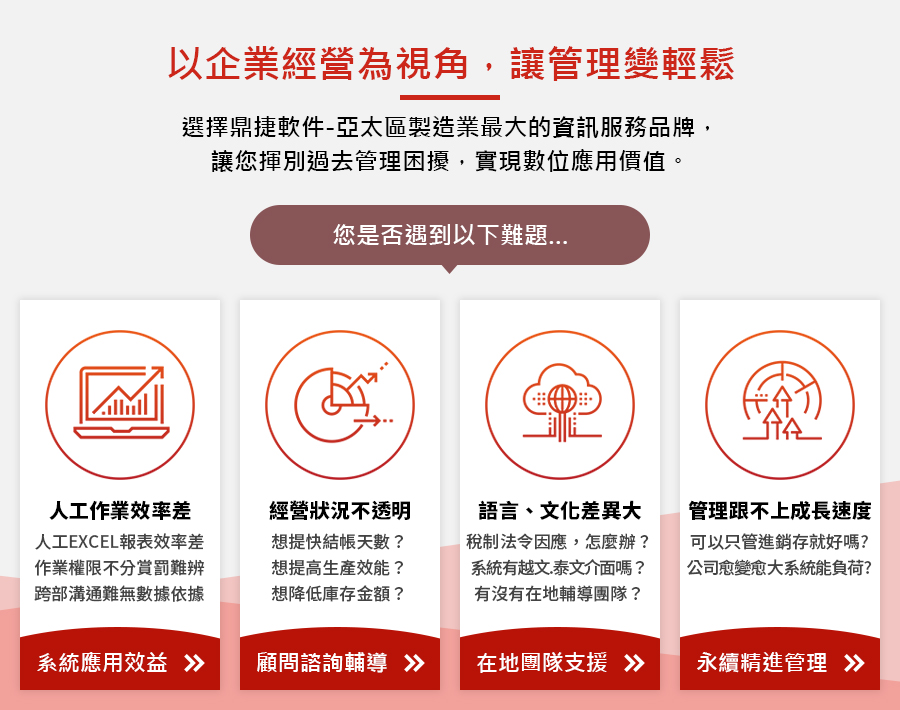 以企業經營為視角，讓管理變輕鬆
選擇鼎捷軟件-亞太區製造業最大的資訊服務品牌，
讓您揮別過去管理困擾，實現數位應用價值。
您是否遇到以下難題...
人工作業效率差
人工EXCEL報表效率差
作業權限不分賞罰難辨
跨部溝通難無數據依據
系統應用效益
經營狀況不透明
想提快結帳天數？
想提高生產效能？
想降低庫存金額？
顧問諮詢輔導
語言、文化差異大
稅制法令因應，怎麼辦？
系統有越文.泰文介面嗎？
有沒有在地輔導團隊？
在地團隊支援
管理跟不上成長速度
可以只管進銷存就好嗎?
公司愈變愈大系統能負荷?
永續精進管理